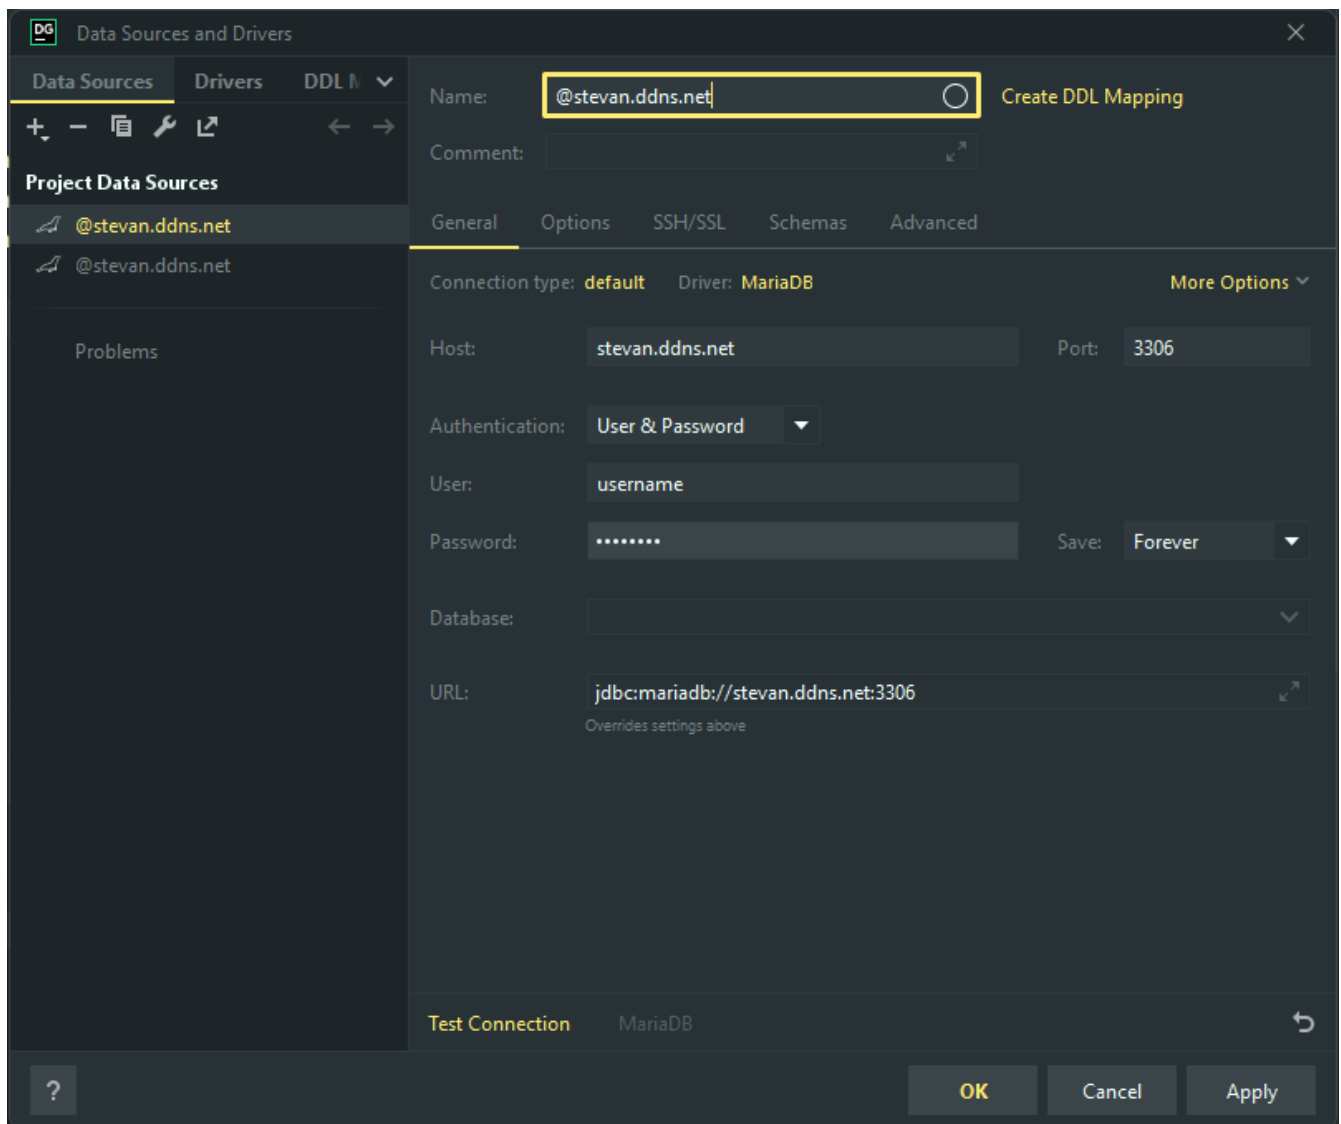 DG Data Sources and Drivers
Data Sources Drivers DDL M
Name: @stevan.ddns.net Create DDL Mapping
Comment:
Project Data Sources
@stevan.ddns.net
@stevan.ddns.net
Problems
General Options SSH/SSL Schemas Advanced
Connection type: default Driver: MariaDB More Options
Host: stevan.ddns.net Port: 3306
Authentication: User & Password
User: username
Password: •••••••• Save: Forever
Database:
URL: jdbc:mariadb://stevan.ddns.net:3306
Overrides settings above
Test Connection MariaDB
? OK Cancel Apply